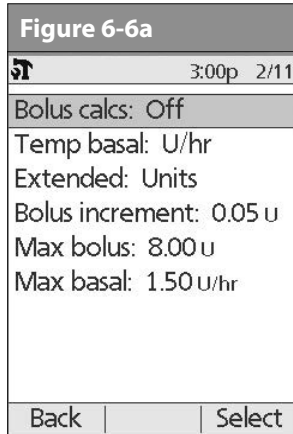 Figure 6-6a
3:00p 2/11
Bolus calcs: Off
Temp basal: U/hr
Extended: Units
Bolus increment: 0.05 U
Max bolus: 8.00 U
Max basal: 1.50 U/hr
Back Select